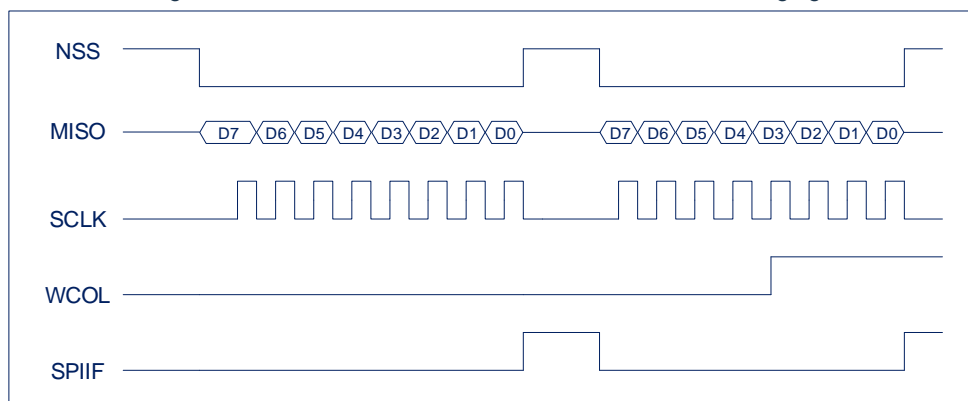 NSS
MISO D7 D6 D5 D4 D3 D2 D1 D0 D7 D6 D5 D4 D3 D2 D1 D0
SCLK
WCOL
SPIIF